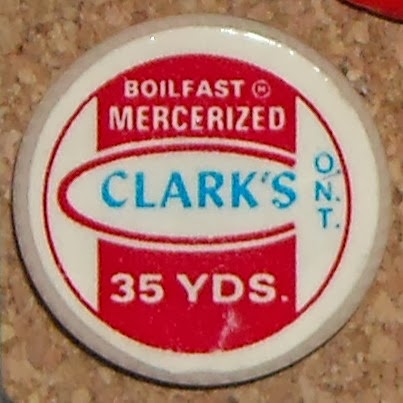 BOILFAST ®
MERCERIZED
CLARK'S
O.N.T.
35 YDS.